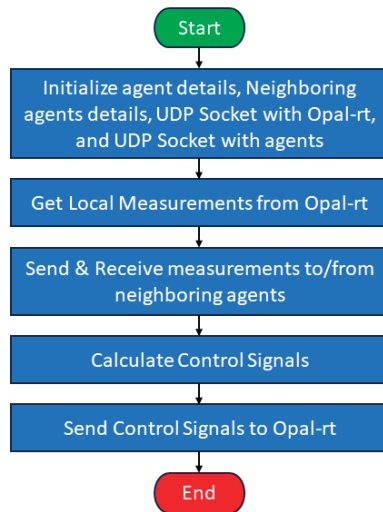 Start
Initialize agent details, Neighboring
agents details, UDP Socket with Opal-rt,
and UDP Socket with agents
Get Local Measurements from Opal-rt
Send & Receive measurements to/from
neighboring agents
Calculate Control Signals
Send Control Signals to Opal-rt
End